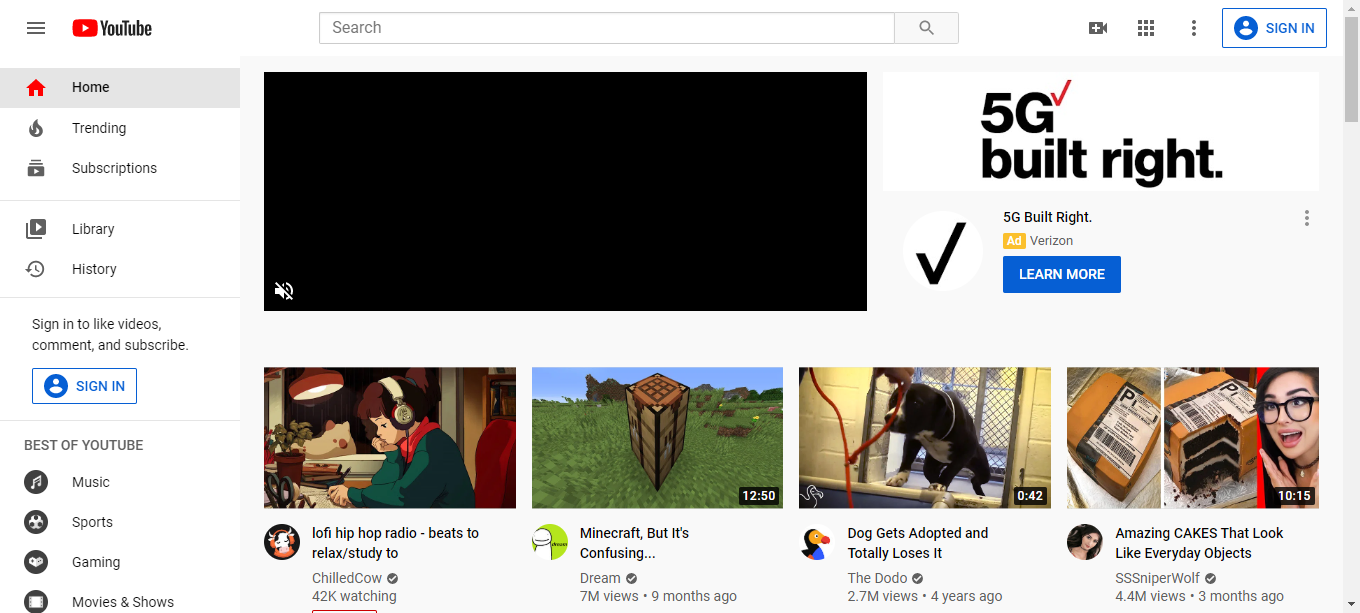 YouTube
Search
SIGN IN
Home
Trending
Subscriptions
Library
History
Sign in to like videos,
comment, and subscribe.
SIGN IN
BEST OF YOUTUBE
Music
Sports
Gaming
Movies & Shows
5G
built right.
5G Built Right.
Ad Verizon
LEARN MORE
lofi hip hop radio - beats to
relax/study to
ChilledCow
42K watching
12:50
Minecraft, But It's
Confusing...
Dream
7M views • 9 months ago
0:42
Dog Gets Adopted and
Totally Loses It
The Dodo
2.7M views • 4 years ago
P
10:15
Amazing CAKES That Look
Like Everyday Objects
SSSniperWolf
4.4M views • 3 months ago